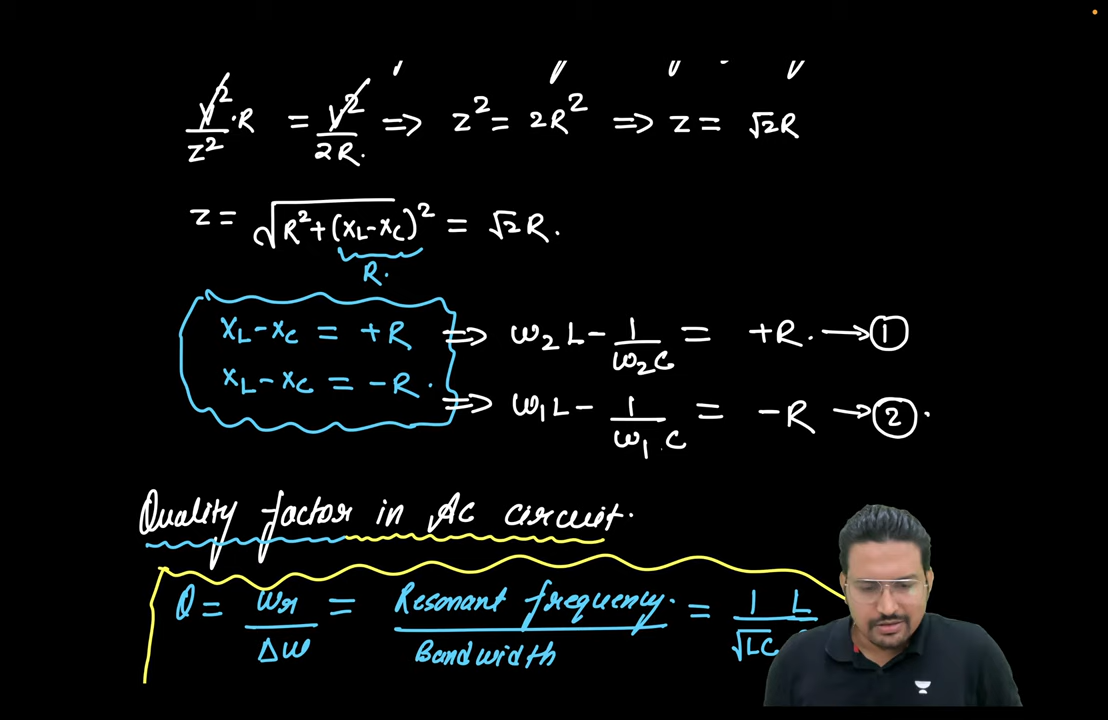 V²/Z² · R = V²/2R. => Z² = 2R² => Z = √2R
Z = √R²+(XL-XC)² = √2R.
R.
XL-XC = +R => ω2L - 1/ω2C = +R. → ①
XL-XC = -R. => ω1L - 1/ω1C = -R → ②.
Quality factor in Ac circuit.
Q = ωr/Δω = Resonant frequency./Bandwidth = 1/√LC L